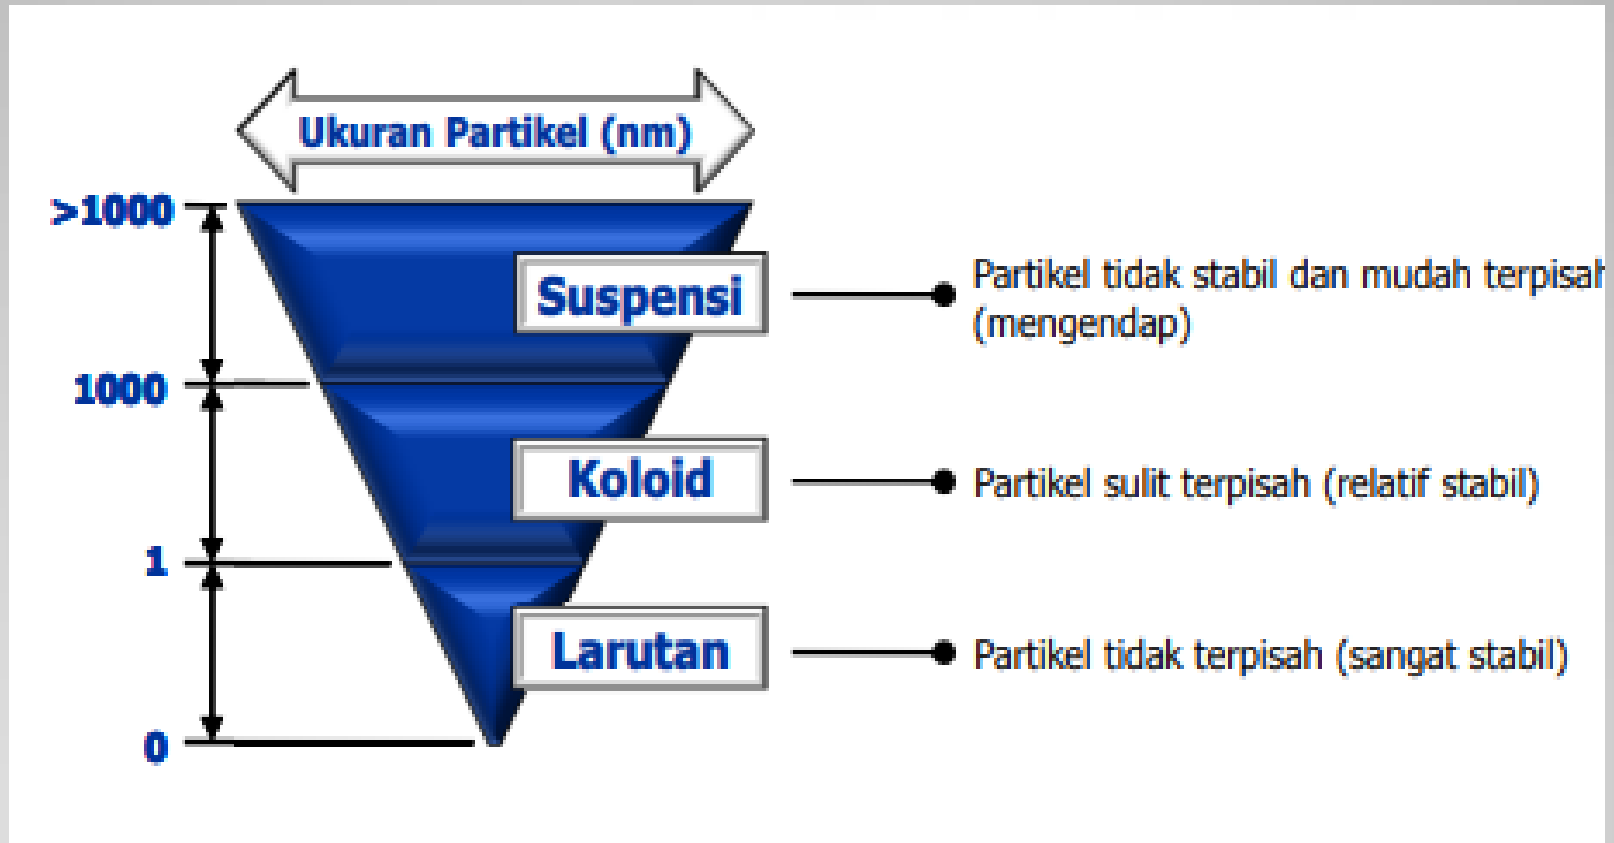 Ukuran Partikel (nm)
>1000
Suspensi
Partikel tidak stabil dan mudah terpisah
(mengendap)
1000
Koloid
Partikel sulit terpisah (relatif stabil)
1
Larutan
Partikel tidak terpisah (sangat stabil)
0